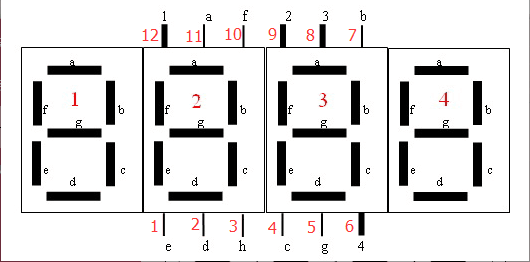 1 a f 2 3 b
12 11 10 9 8 7
a a a a
f 1 b f 2 b f 3 b f 4 b
g g g g
e c e c e c e c
d d d d
1 2 3 4 5 6
e d h c g 4